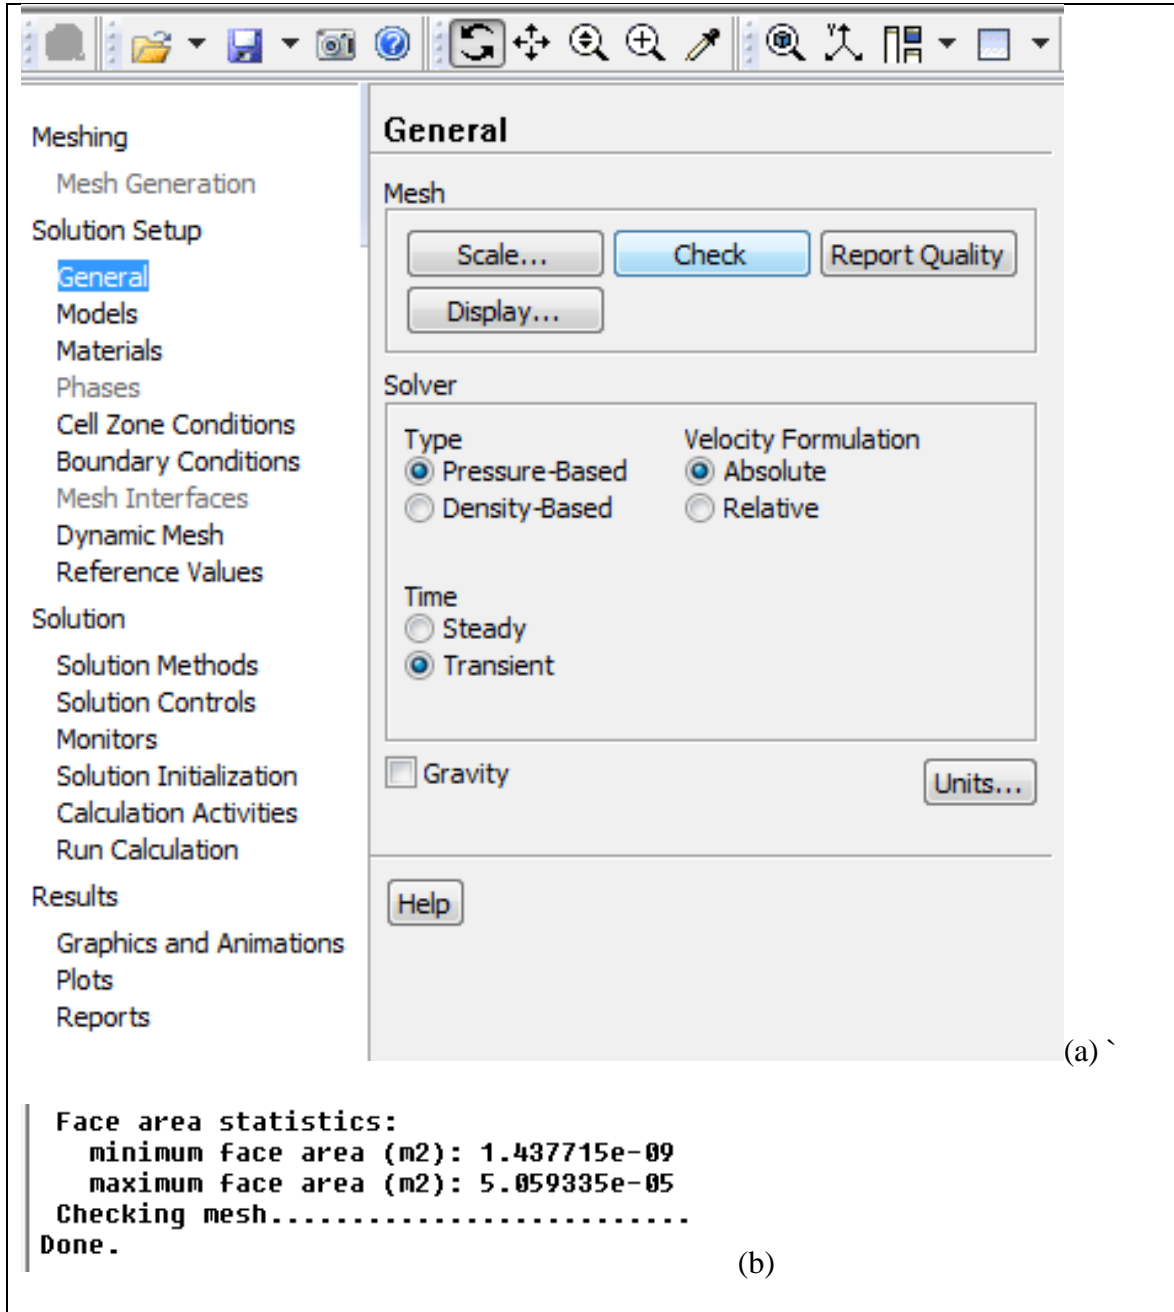 Meshing
Mesh Generation
Solution Setup
General
Models
Materials
Phases
Cell Zone Conditions
Boundary Conditions
Mesh Interfaces
Dynamic Mesh
Reference Values
Solution
Solution Methods
Solution Controls
Monitors
Solution Initialization
Calculation Activities
Run Calculation
Results
Graphics and Animations
Plots
Reports
General
Mesh
Scale... Check Report Quality
Display...
Solver
Type Velocity Formulation
Pressure-Based Absolute
Density-Based Relative
Time
Steady
Transient
Gravity Units...
Help
(a) `
Face area statistics:
minimum face area (m2): 1.437715e-09
maximum face area (m2): 5.059335e-05
Checking mesh..........................
Done.
(b)